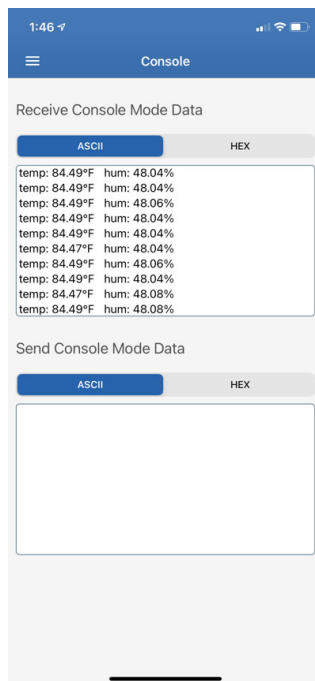 1:46
Console
Receive Console Mode Data
ASCII HEX
temp: 84.49°F hum: 48.04%
temp: 84.49°F hum: 48.04%
temp: 84.49°F hum: 48.06%
temp: 84.49°F hum: 48.04%
temp: 84.49°F hum: 48.04%
temp: 84.47°F hum: 48.04%
temp: 84.49°F hum: 48.06%
temp: 84.49°F hum: 48.04%
temp: 84.47°F hum: 48.08%
temp: 84.49°F hum: 48.08%
Send Console Mode Data
ASCII HEX